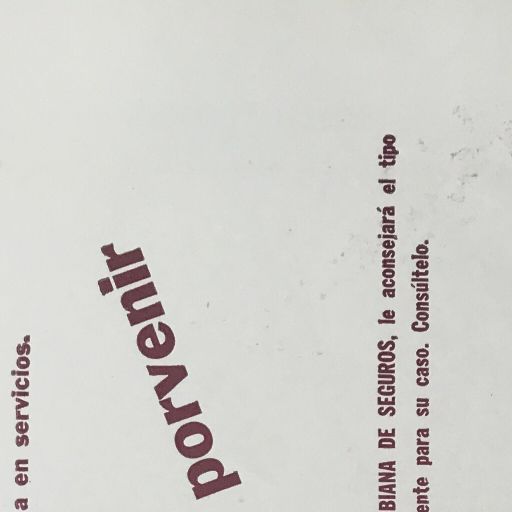 a en servicios.
porvenir
BIANA DE SEGUROS, le aconsejará el tipo
ente para su caso. Consúltelo.